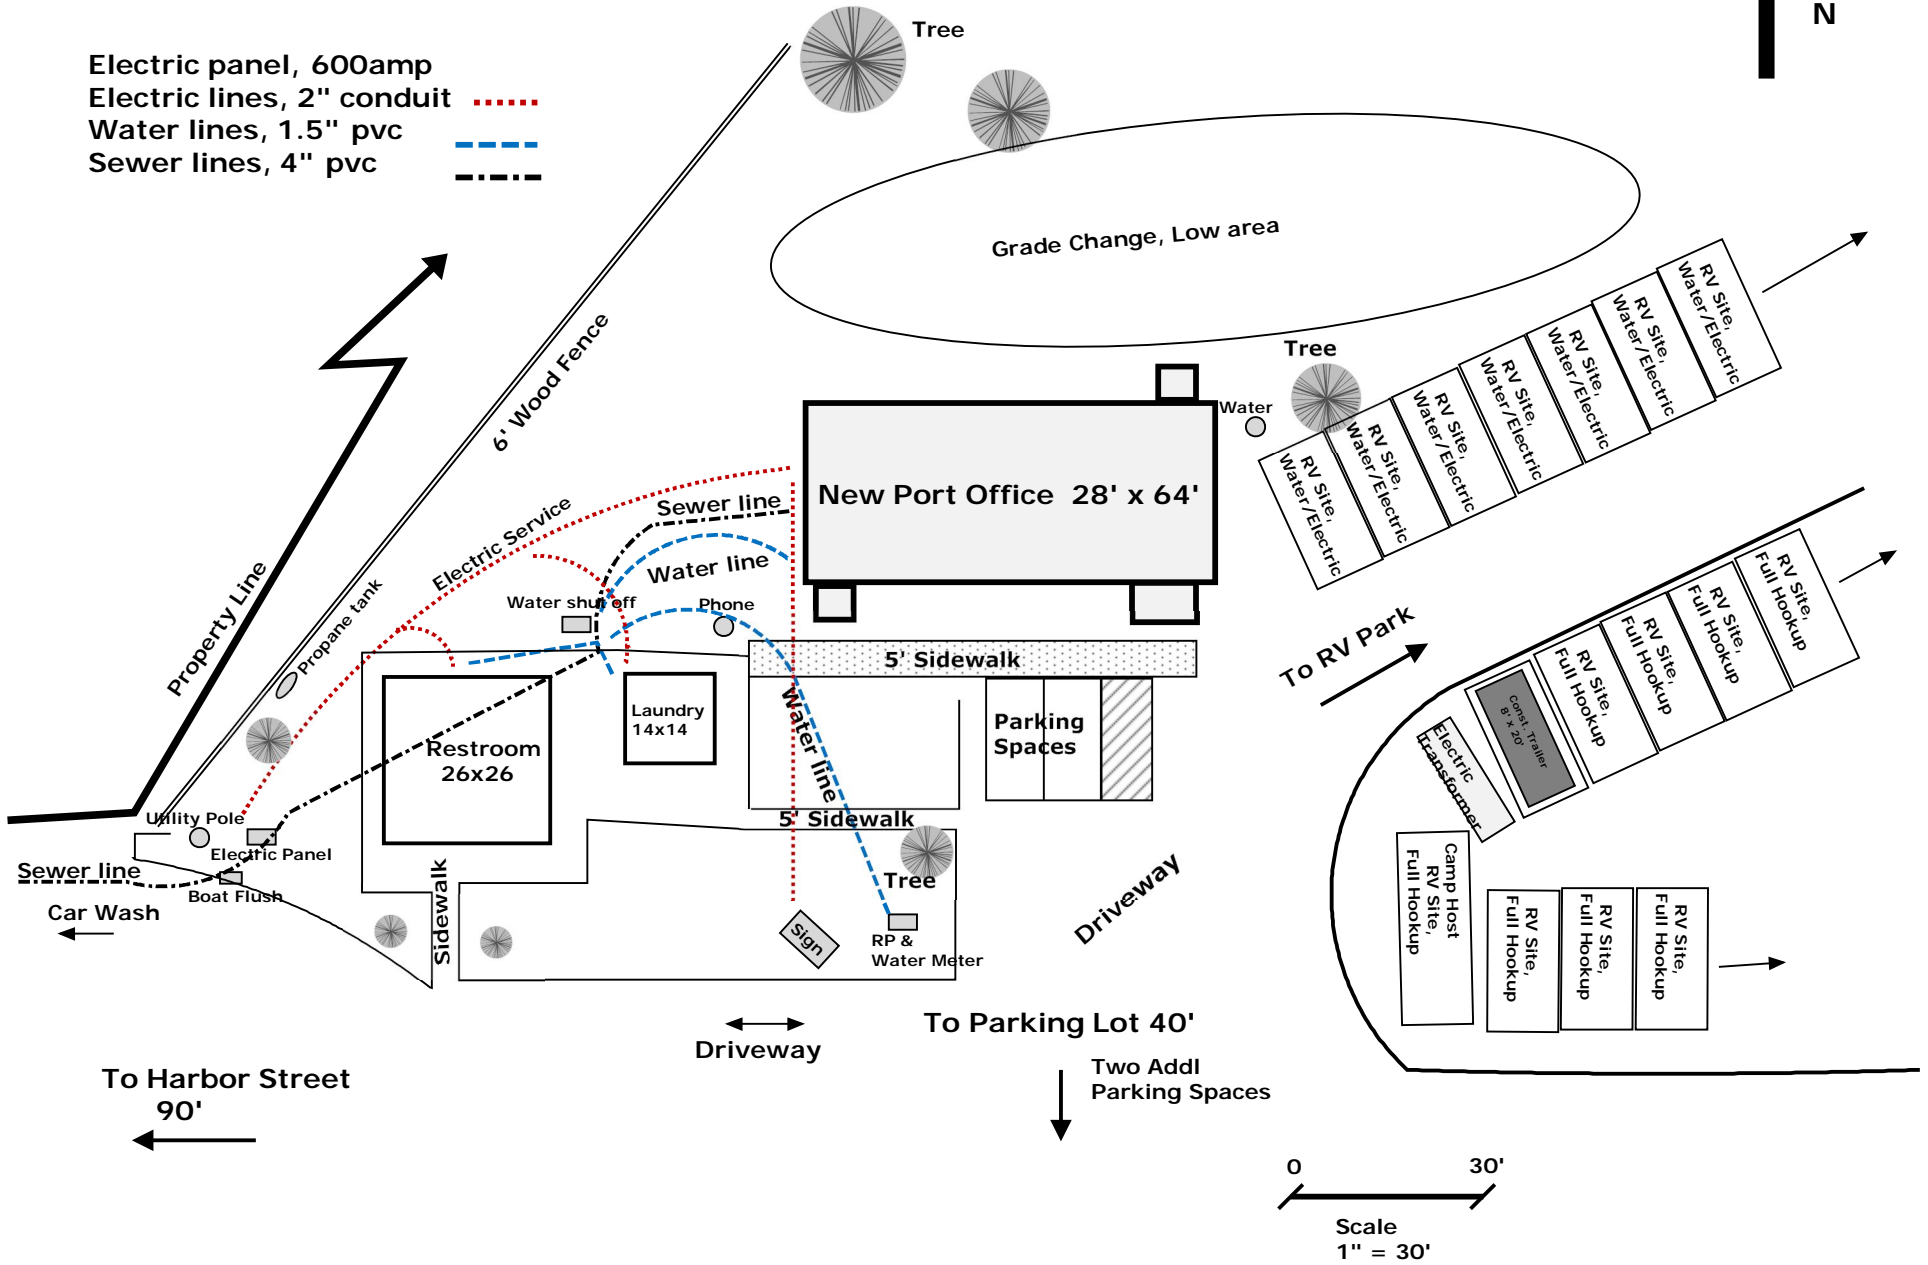 N
Tree
Electric panel, 600amp
Electric lines, 2" conduit
Water lines, 1.5" pvc
Sewer lines, 4" pvc
Grade Change, Low area
6' Wood Fence
Tree
Water
RV Site,
Water/Electric
RV Site,
Water/Electric
RV Site,
Water/Electric
RV Site,
Water/Electric
RV Site,
Water/Electric
RV Site,
Water/Electric
RV Site,
Water/Electric
New Port Office 28' x 64'
Sewer line
Electric Service
Water line
Water shut off
Phone
Property Line
Propane tank
5' Sidewalk
To RV Park
RV Site,
Full Hookup
RV Site,
Full Hookup
RV Site,
Full Hookup
RV Site,
Full Hookup
Const. Trailer
8' x 20'
Electric
Transformer
Laundry
14x14
Restroom
26x26
Water line
Parking
Spaces
5' Sidewalk
Utility Pole
Electric Panel
Sewer line
Boat Flush
Car Wash
Sidewalk
Tree
Sign
RP &
Water Meter
Driveway
Camp Host
RV Site,
Full Hookup
RV Site,
Full Hookup
RV Site,
Full Hookup
RV Site,
Full Hookup
To Parking Lot 40'
Driveway
Two Addl
Parking Spaces
To Harbor Street
90'
0 30'
Scale
1" = 30'